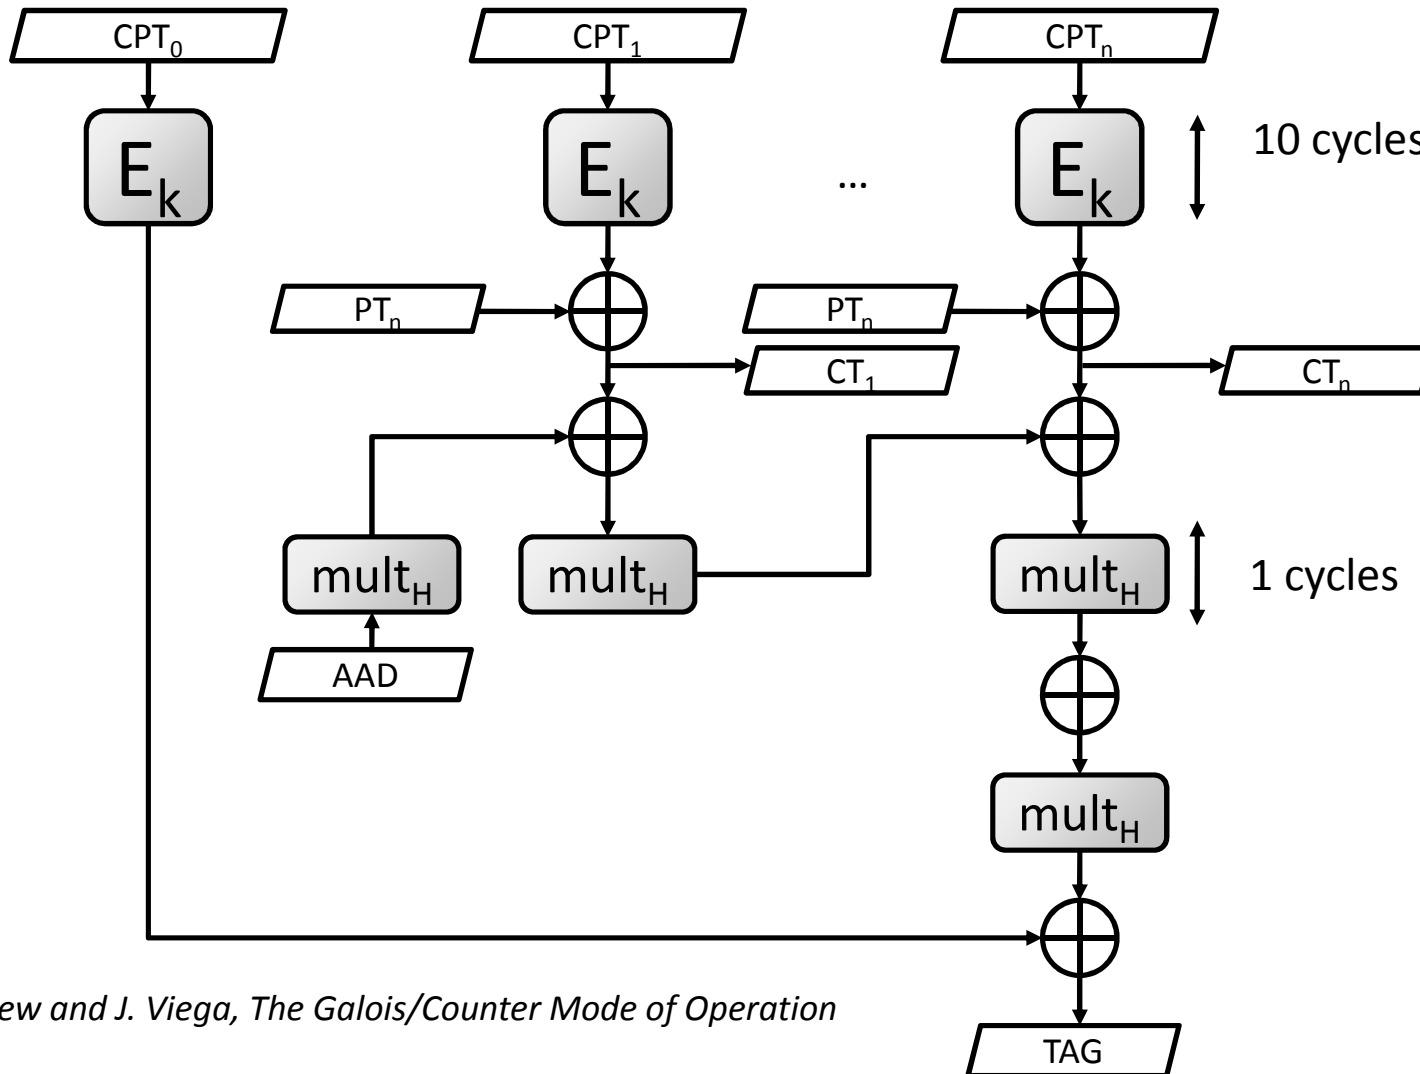 CPT0
CPT1
CPTn
Ek
Ek
...
Ek
10 cycles
PTn
PTn
CT1
CTn
multH
multH
multH
1 cycles
AAD
multH
ew and J. Viega, The Galois/Counter Mode of Operation
TAG